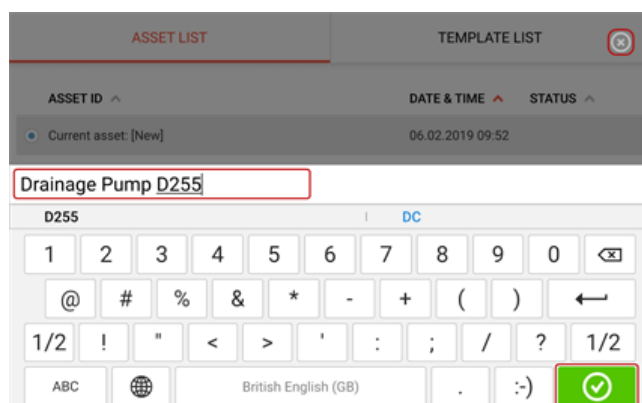 ASSET LIST TEMPLATE LIST
ASSET ID DATE & TIME STATUS
Current asset: [New] 06.02.2019 09:52
Drainage Pump D255
D255 DC
1 2 3 4 5 6 7 8 9 0
@ # % & * - + ( )
1/2 ! " < > ' : ; / ? 1/2
ABC British English (GB) . :-)